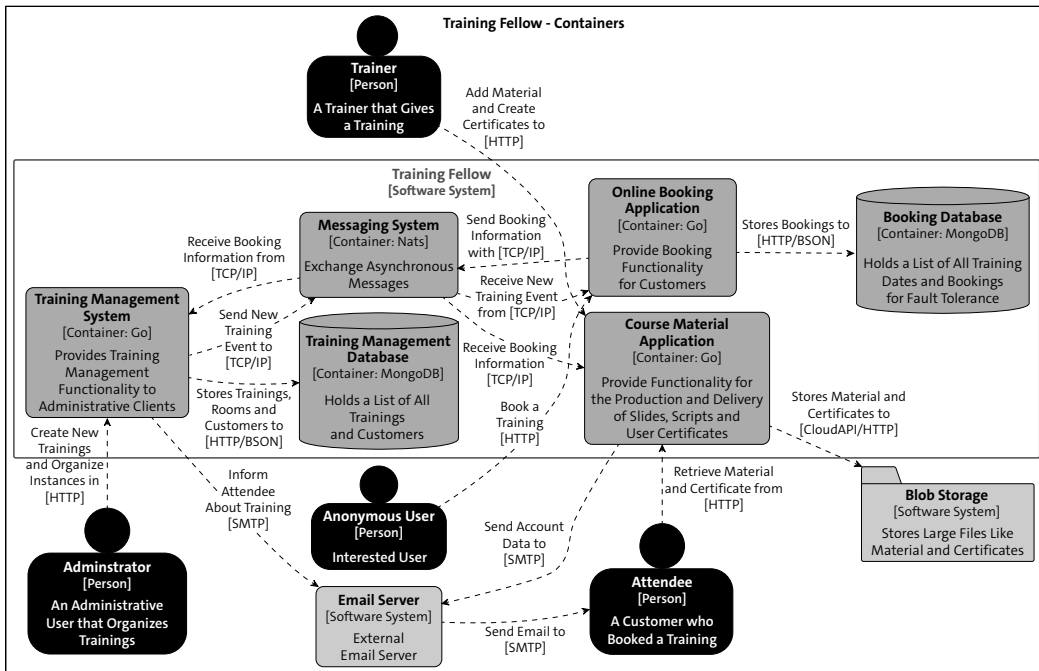 Training Fellow - Containers
Trainer
[Person]
A Trainer that Gives
a Training
Add Material
and Create
Certificates to
[HTTP]
Training Fellow
[Software System]
Messaging System
[Container: Nats]
Exchange Asynchronous
Messages
Send Booking
Information
with [TCP/IP]
Online Booking
Application
[Container: Go]
Provide Booking
Functionality
for Customers
Stores Bookings to
[HTTP/BSON]
Booking Database
[Container: MongoDB]
Holds a List of All Training
Dates and Bookings
for Fault Tolerance
Receive Booking
Information from
[TCP/IP]
Receive New
Training Event
from [TCP/IP]
Training Management
System
[Container: Go]
Provides Training
Management
Functionality to
Administrative Clients
Send New
Training
Event to
[TCP/IP]
Training Management
Database
[Container: MongoDB]
Holds a List of All
Trainings
and Customers
Receive Booking
Information
[TCP/IP]
Course Material
Application
[Container: Go]
Provide Functionality for
the Production and Delivery
of Slides, Scripts and
User Certificates
Stores Trainings,
Rooms and
Customers to
[HTTP/BSON]
Book a
Training
[HTTP]
Stores Material and
Certificates to
[CloudAPI/HTTP]
Create New
Trainings
and Organize
Instances in
[HTTP]
Inform
Attendee
About Training
[SMTP]
Anonymous User
[Person]
Interested User
Retrieve Material
and Certificate from
[HTTP]
Blob Storage
[Software System]
Stores Large Files Like
Material and Certificates
Send Account
Data to
[SMTP]
Adminstrator
[Person]
An Administrative
User that Organizes
Trainings
Email Server
[Software System]
External
Email Server
Send Email to
[SMTP]
Attendee
[Person]
A Customer who
Booked a Training